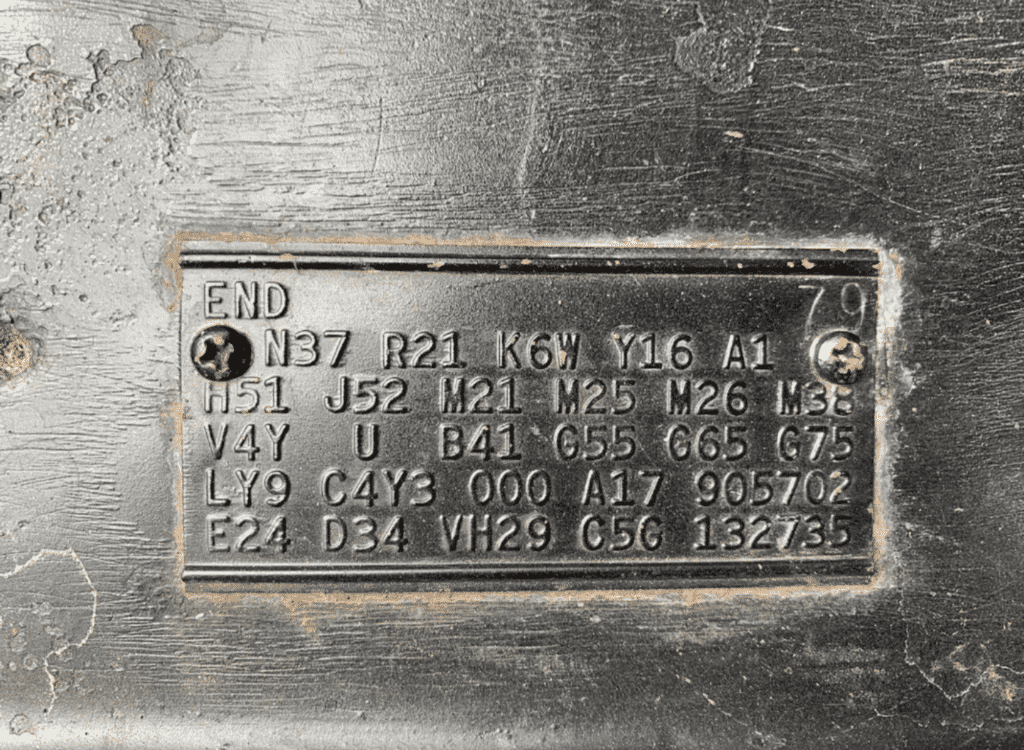 END 79
N37 R21 K6W Y16 A1
H51 J52 M21 M25 M26 M38
V4Y U B41 G55 G65 G75
LY9 C4Y3 000 A17 905702
E24 D34 VH29 C5G 132735